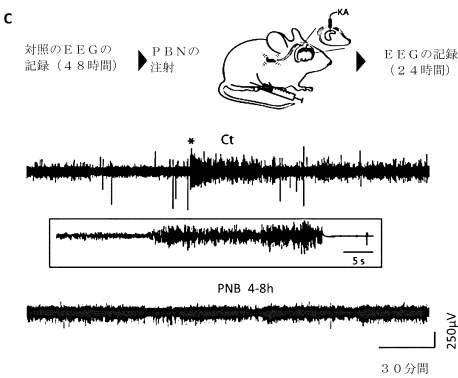 C
対照のＥＥＧの
記録（４８時間）
ＰＢＮの
注射
KA
ＥＥＧの記録
（２４時間）
*
Ct
5 s
PNB 4-8h
250μV
３０分間